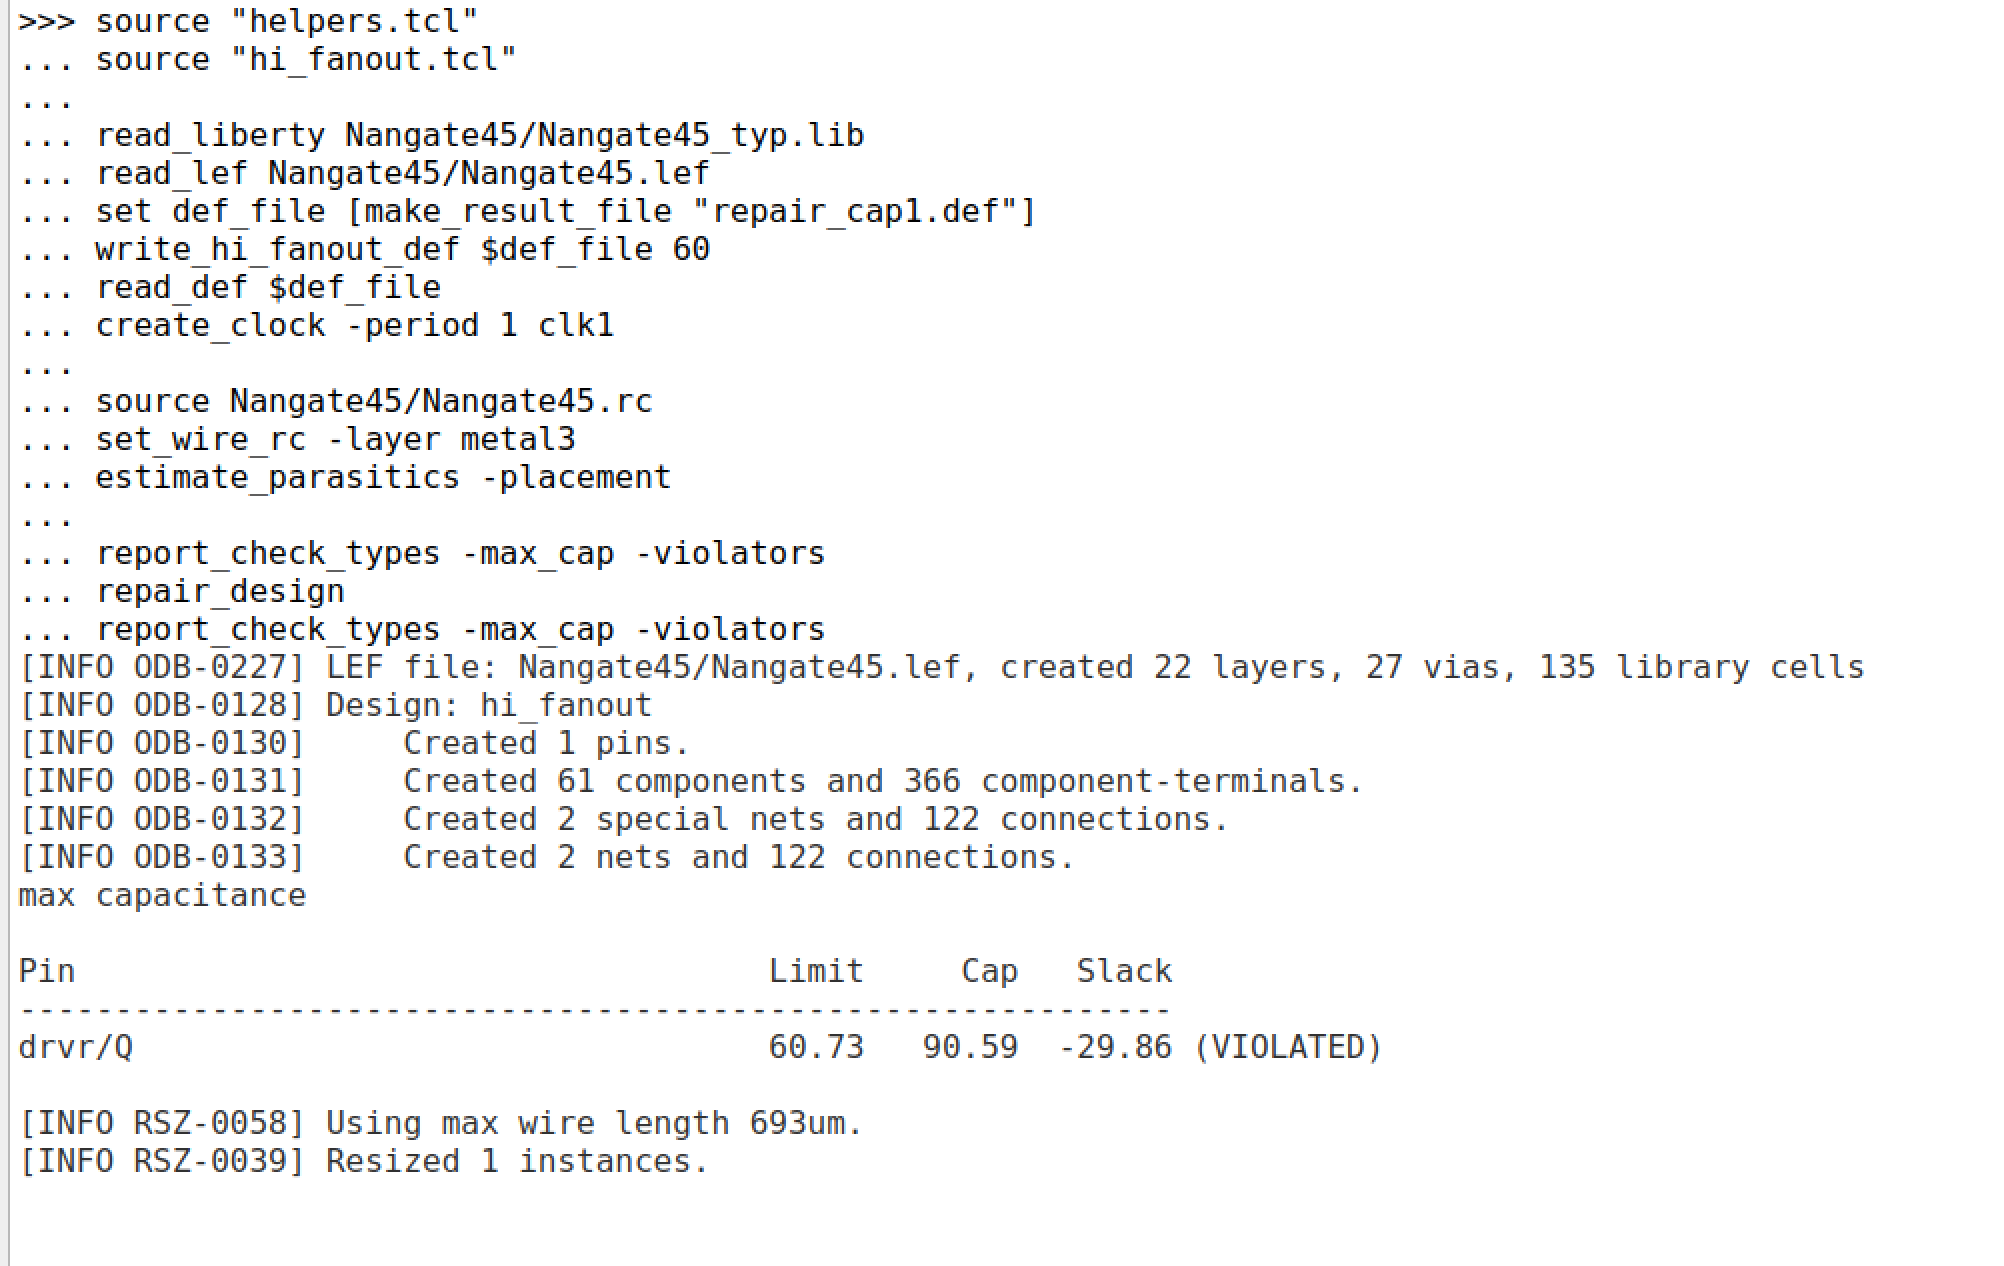 >>> source "helpers.tcl"
... source "hi_fanout.tcl"
...
... read_liberty Nangate45/Nangate45_typ.lib
... read_lef Nangate45/Nangate45.lef
... set def_file [make_result_file "repair_cap1.def"]
... write_hi_fanout_def $def_file 60
... read_def $def_file
... create_clock -period 1 clk1
...
... source Nangate45/Nangate45.rc
... set_wire_rc -layer metal3
... estimate_parasitics -placement
...
... report_check_types -max_cap -violators
... repair_design
... report_check_types -max_cap -violators
[INFO ODB-0227] LEF file: Nangate45/Nangate45.lef, created 22 layers, 27 vias, 135 library cells
[INFO ODB-0128] Design: hi_fanout
[INFO ODB-0130]     Created 1 pins.
[INFO ODB-0131]     Created 61 components and 366 component-terminals.
[INFO ODB-0132]     Created 2 special nets and 122 connections.
[INFO ODB-0133]     Created 2 nets and 122 connections.
max capacitance
Pin                                    Limit     Cap   Slack
------------------------------------------------------------
drvr/Q                                 60.73   90.59  -29.86 (VIOLATED)
[INFO RSZ-0058] Using max wire length 693um.
[INFO RSZ-0039] Resized 1 instances.